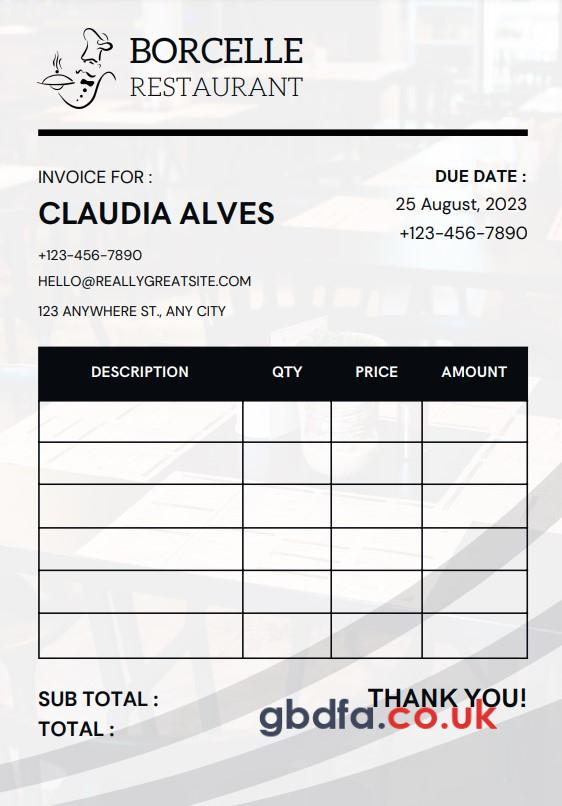 BORCELLE
RESTAURANT
INVOICE FOR :
CLAUDIA ALVES
+123-456-7890
HELLO@REALLYGREATSITE.COM
123 ANYWHERE ST., ANY CITY
DUE DATE :
25 August, 2023
+123-456-7890
DESCRIPTION QTY PRICE AMOUNT
SUB TOTAL :
TOTAL :
THANK YOU!
gbdfa.co.uk